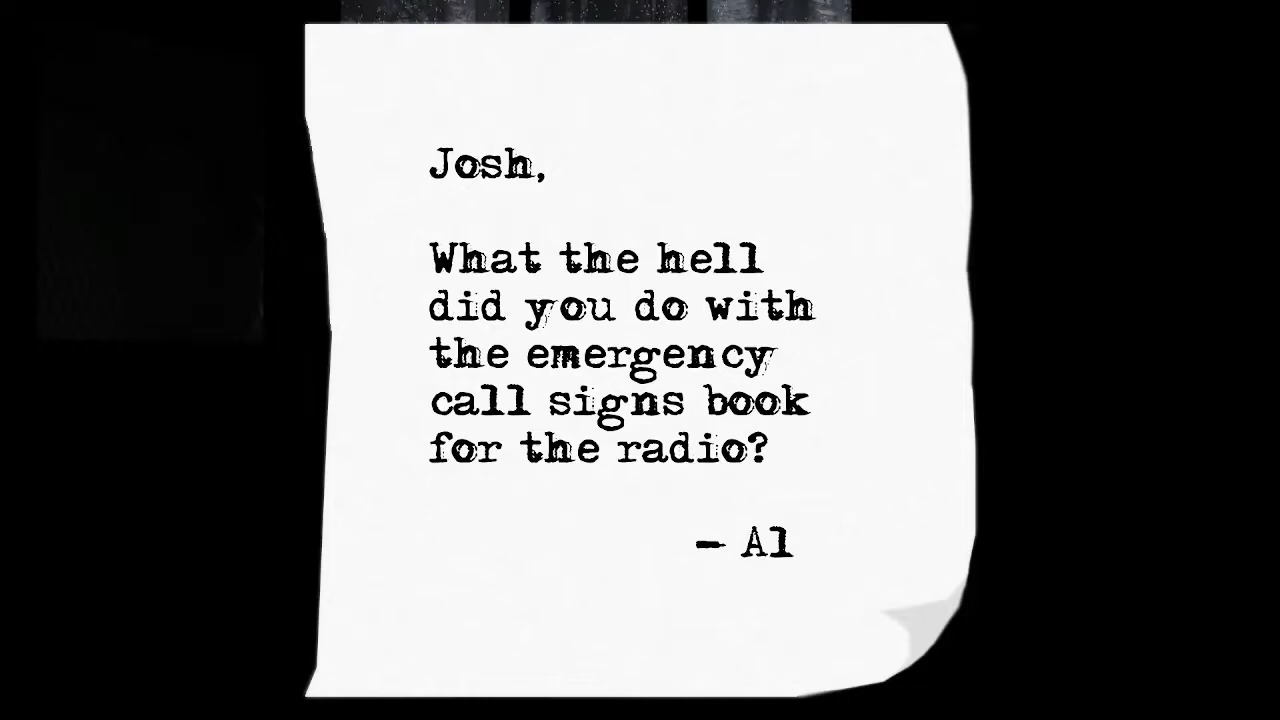 Josh,
What the hell
did you do with
the emergency
call signs book
for the radio?
- Al